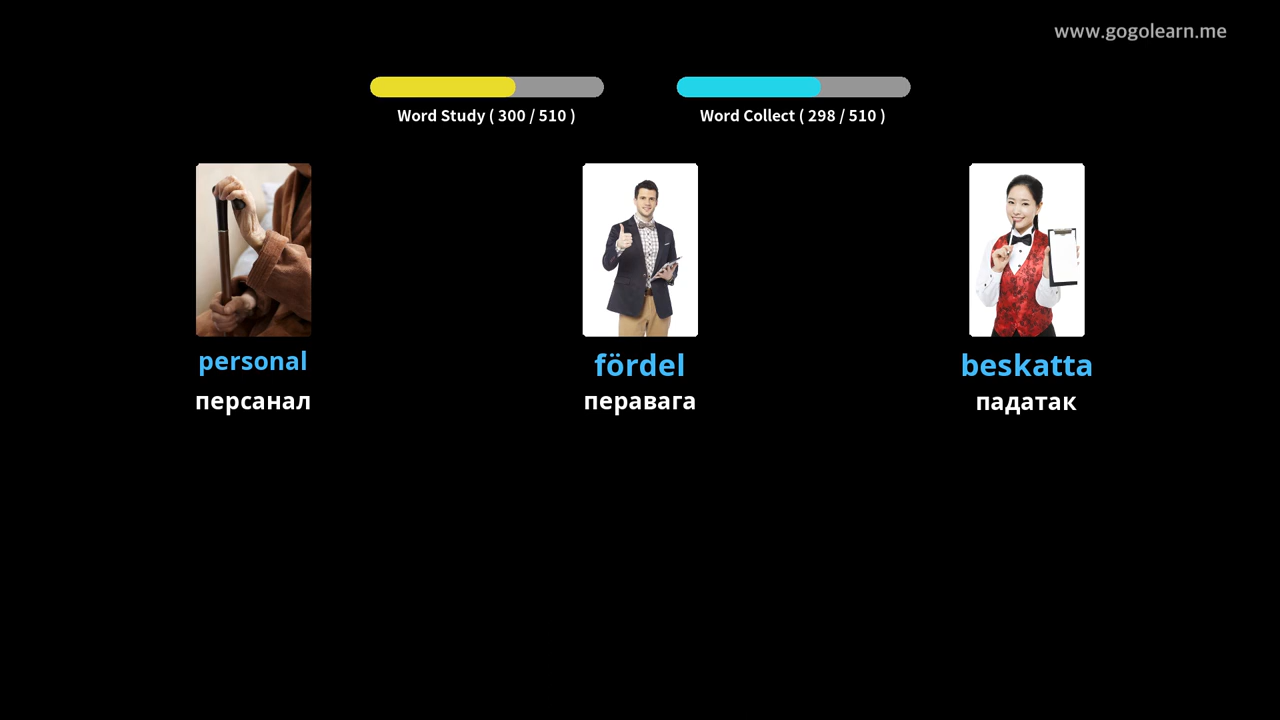 www.gogolearn.me
Word Study ( 300 / 510 )
Word Collect ( 298 / 510 )
personal
персанал
fördel
перавага
beskatta
падатак